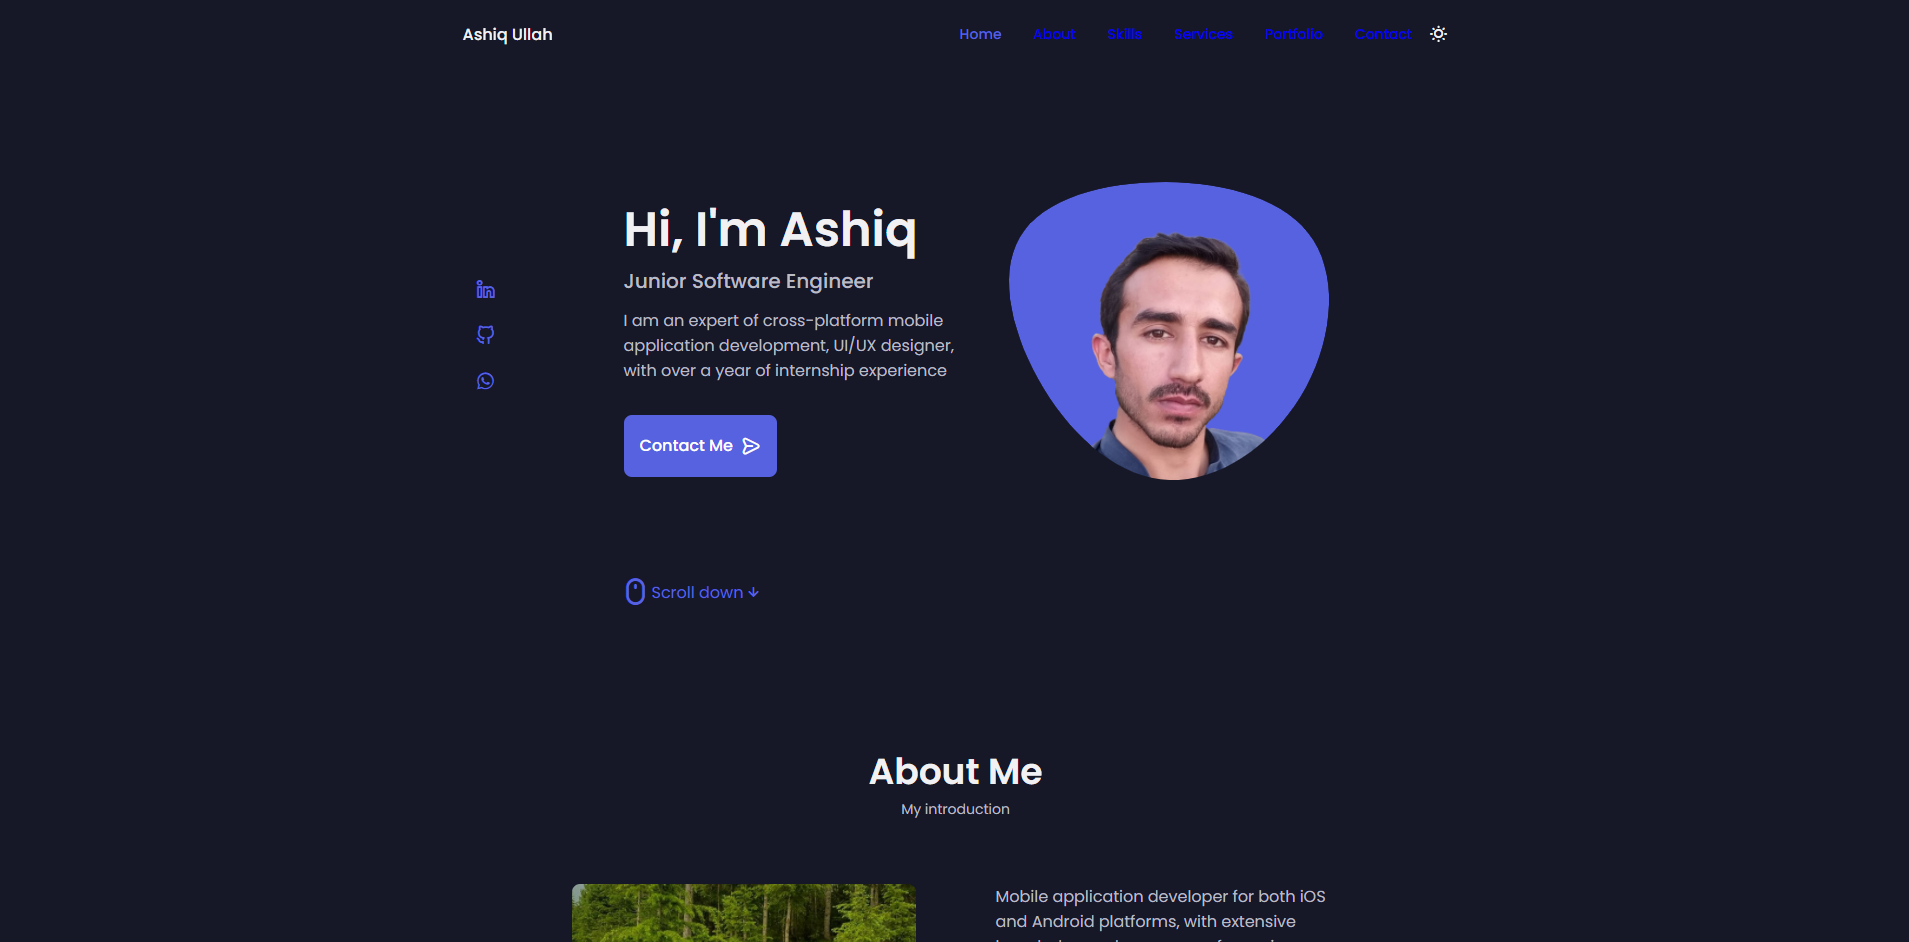 Ashiq Ullah
Home About Skills Services Portfolio Contact
Hi, I'm Ashiq
Junior Software Engineer
I am an expert of cross-platform mobile
application development, UI/UX designer,
with over a year of internship experience
Contact Me
Scroll down
About Me
My introduction
Mobile application developer for both iOS
and Android platforms, with extensive